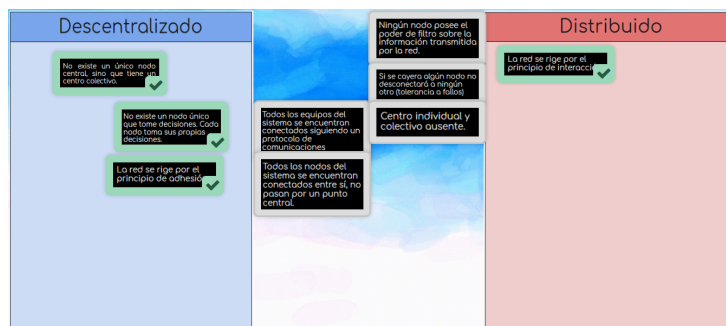 Descentralizado
No existe un único nodo
central, sino que tiene un
centro colectivo.
No existe un nodo único
que tome decisiones. Cada
nodo toma sus propias
decisiones.
La red se rige por el
principio de adhesió
Todos los equipos del
sistema se encuentran
conectados siguiendo un
protocolo de
comunicaciones
Todos los nodos del
sistema se encuentran
conectados entre sí, no
pasan por un punto
central.
Ningún nodo posee el
poder de filtro sobre la
información transmitida
por la red.
Si se cayera algún nodo no
desconectará a ningún
otro (tolerancia a fallos)
Centro individual y
colectivo ausente.
Distribuido
La red se rige por el
principio de interacci